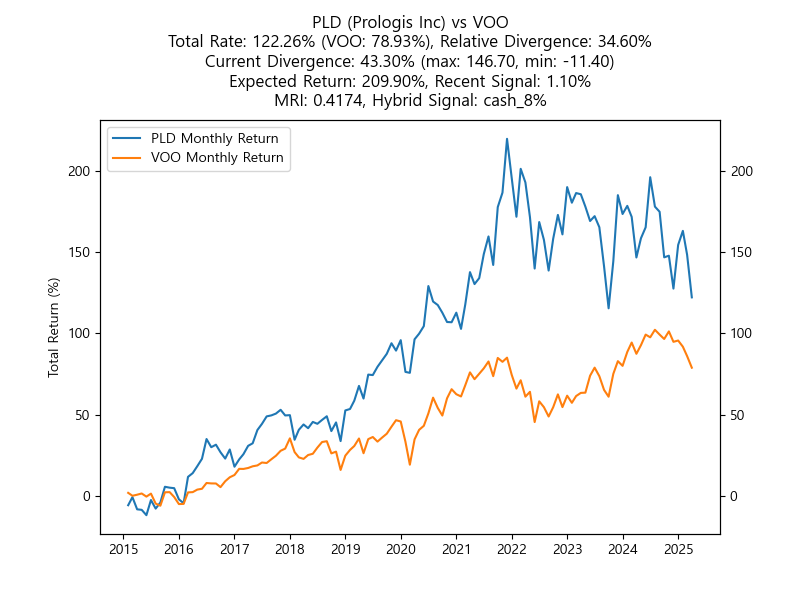 PLD (Prologis Inc) vs VOO
Total Rate: 122.26% (VOO: 78.93%), Relative Divergence: 34.60%
Current Divergence: 43.30% (max: 146.70, min: -11.40)
Expected Return: 209.90%, Recent Signal: 1.10%
MRI: 0.4174, Hybrid Signal: cash_8%
PLD Monthly Return
VOO Monthly Return
Total Return (%)
200 200
150 150
100 100
50 50
0 0
2015 2016 2017 2018 2019 2020 2021 2022 2023 2024 2025